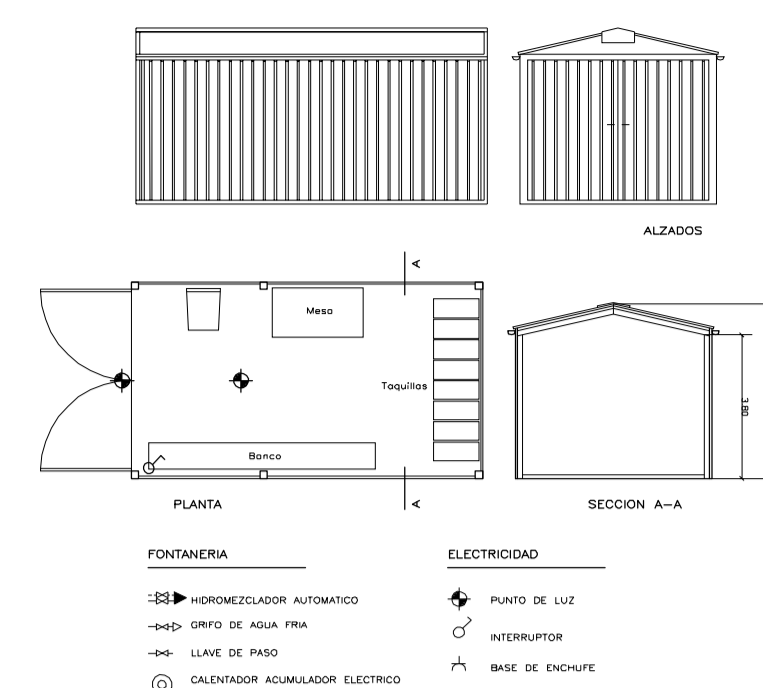 ALZADOS
A
Mesa
Taquillas
Banco
3.80
A
PLANTA
SECCION A-A
FONTANERIA
HIDROMEZCLADOR AUTOMATICO
GRIFO DE AGUA FRIA
LLAVE DE PASO
CALENTADOR ACUMULADOR ELECTRICO
ELECTRICIDAD
PUNTO DE LUZ
INTERRUPTOR
BASE DE ENCHUFE